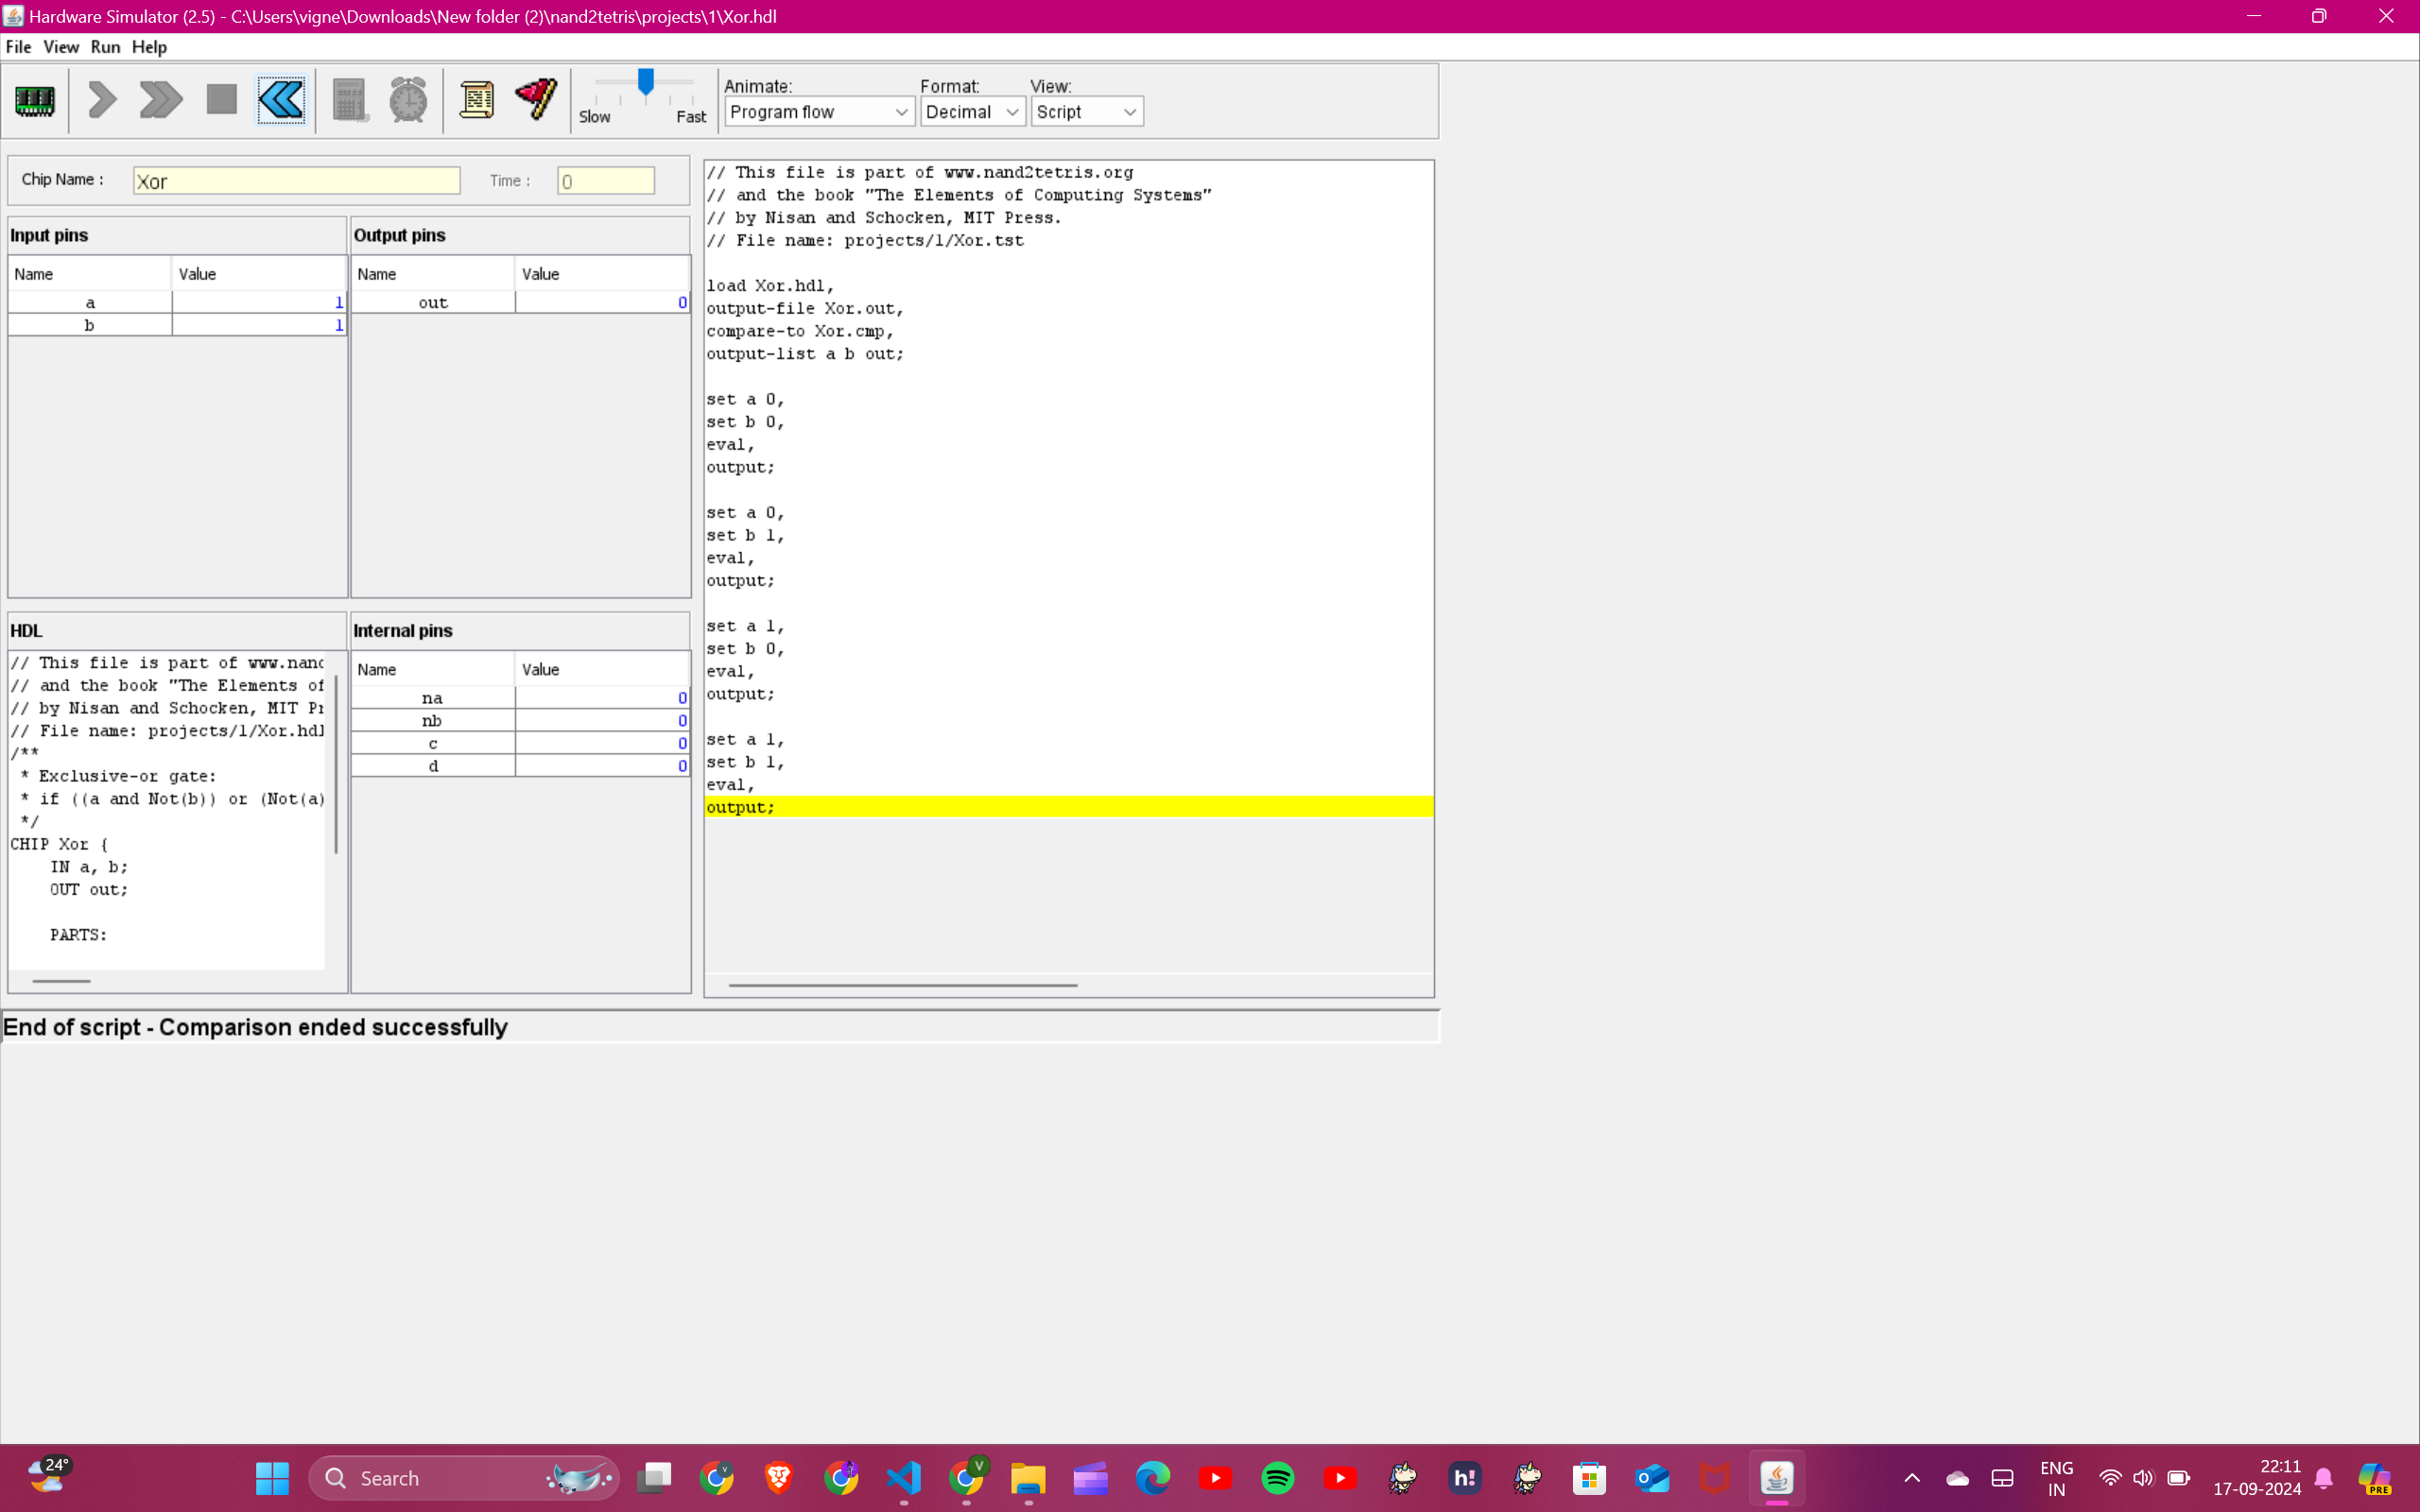 Hardware Simulator (2.5) - C:\Users\vigne\Downloads\New folder (2)\nand2tetris\projects\1\Xor.hdl
File View Run Help
Slow Fast
Animate: Format: View:
Program flow Decimal Script
Chip Name : Xor Time : 0
Input pins
Name Value
a 1
b 1
Output pins
Name Value
out 0
HDL
// This file is part of www.nand
// and the book "The Elements of
// by Nisan and Schocken, MIT Pr
// File name: projects/1/Xor.hdl
/**
* Exclusive-or gate:
* if ((a and Not(b)) or (Not(a)
*/
CHIP Xor {
IN a, b;
OUT out;
PARTS:
Internal pins
Name Value
na 0
nb 0
c 0
d 0
// This file is part of www.nand2tetris.org
// and the book "The Elements of Computing Systems"
// by Nisan and Schocken, MIT Press.
// File name: projects/1/Xor.tst
load Xor.hdl,
output-file Xor.out,
compare-to Xor.cmp,
output-list a b out;
set a 0,
set b 0,
eval,
output;
set a 0,
set b 1,
eval,
output;
set a 1,
set b 0,
eval,
output;
set a 1,
set b 1,
eval,
output;
End of script - Comparison ended successfully
24°
Search
V
V
h!
ENG
IN
22:11
17-09-2024
PRE